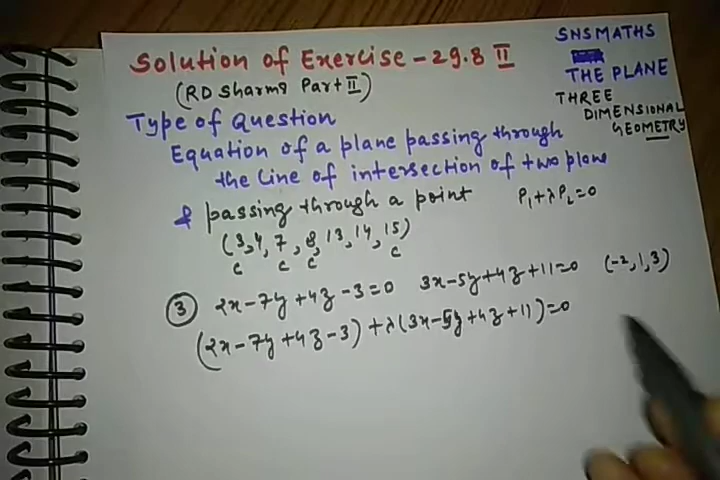 Solution of Exercise-29.8 II
(RD Sharma Part II)
SNSMATHS
THE PLANE
THREE
DIMENSIONAL
GEOMETRY
Type of Question
Equation of a plane passing through
the line of intersection of two plane
& passing through a point P₁+λP₂=0
(3,4,7,8,13,14,15)
c c c c
③ 2x-7y+4z-3=0 3x-5y+4z+11=0 (-2,1,3)
(2x-7y+4z-3)+λ(3x-5y+4z+11)=0